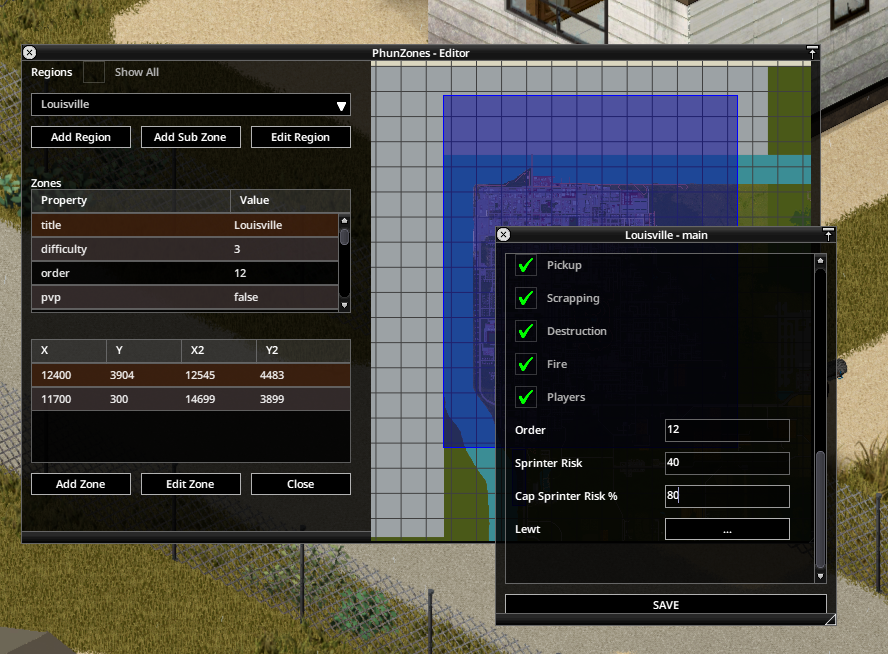 PhunZones - Editor
Regions Show All
Louisville
Add Region Add Sub Zone Edit Region
Zones
Property Value
title Louisville
difficulty 3
order 12
pvp false
X Y X2 Y2
12400 3904 12545 4483
11700 300 14699 3899
Add Zone Edit Zone Close
Louisville - main
Pickup
Scrapping
Destruction
Fire
Players
Order 12
Sprinter Risk 40
Cap Sprinter Risk % 80
Lewt ...
SAVE